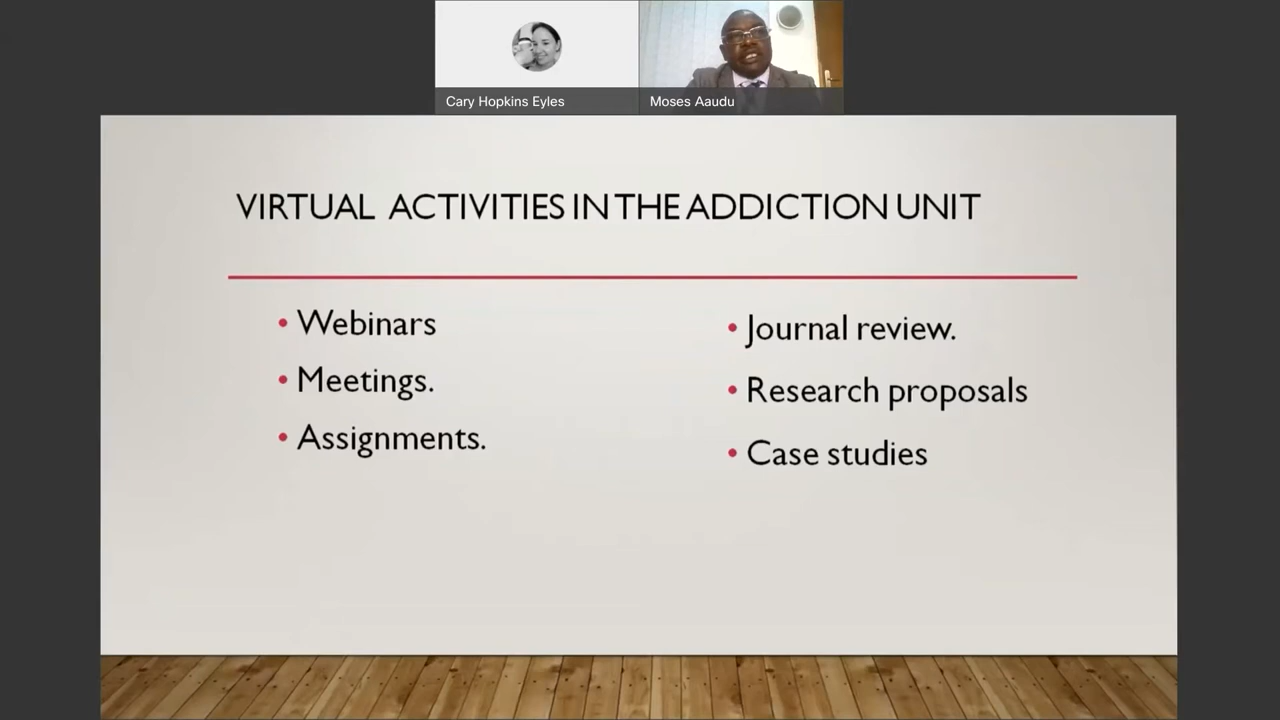 Cary Hopkins Eyles
Moses Aaudu
VIRTUAL ACTIVITIES IN THE ADDICTION UNIT
• Webinars
• Meetings.
• Assignments.
• Journal review.
• Research proposals
• Case studies